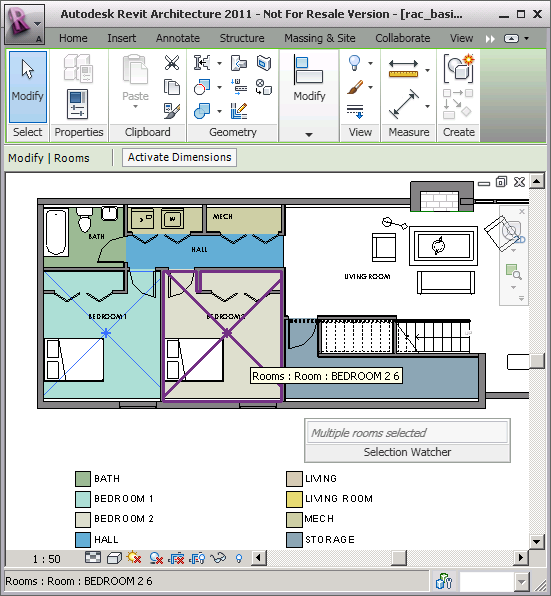 Autodesk Revit Architecture 2011 - Not For Resale Version - [rac_basi...
Home Insert Annotate Structure Massing & Site Collaborate View
Modify
Paste
Modify
Select Properties Clipboard Geometry View Measure Create
Modify | Rooms Activate Dimensions
2D
MECH
BATH
HALL
LIVING ROOM
BEDROOM 1
BEDROOM 2
Rooms : Room : BEDROOM 2 6
Multiple rooms selected
Selection Watcher
BATH
BEDROOM 1
BEDROOM 2
HALL
LIVING
LIVING ROOM
MECH
STORAGE
1 : 50
Rooms : Room : BEDROOM 2 6